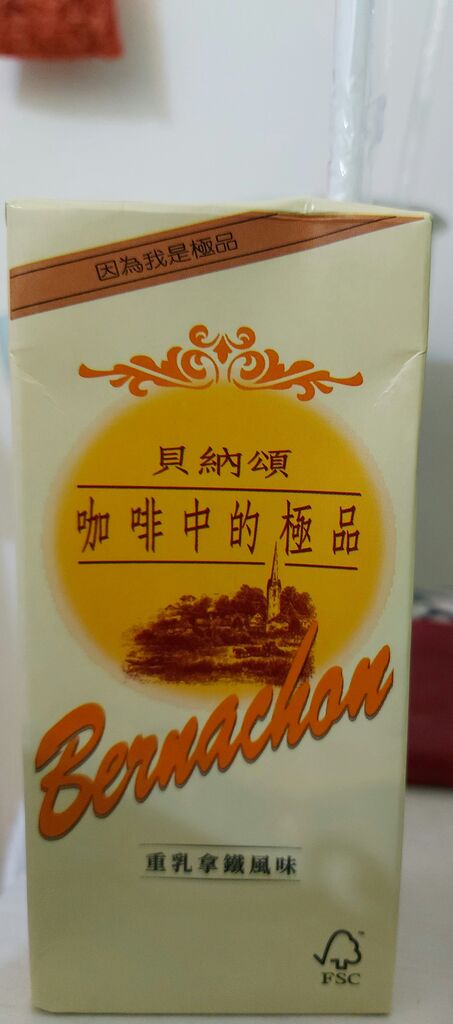 因為我是極品
貝納頌
咖啡中的極品
Bernachon
重乳拿鐵風味
FSC